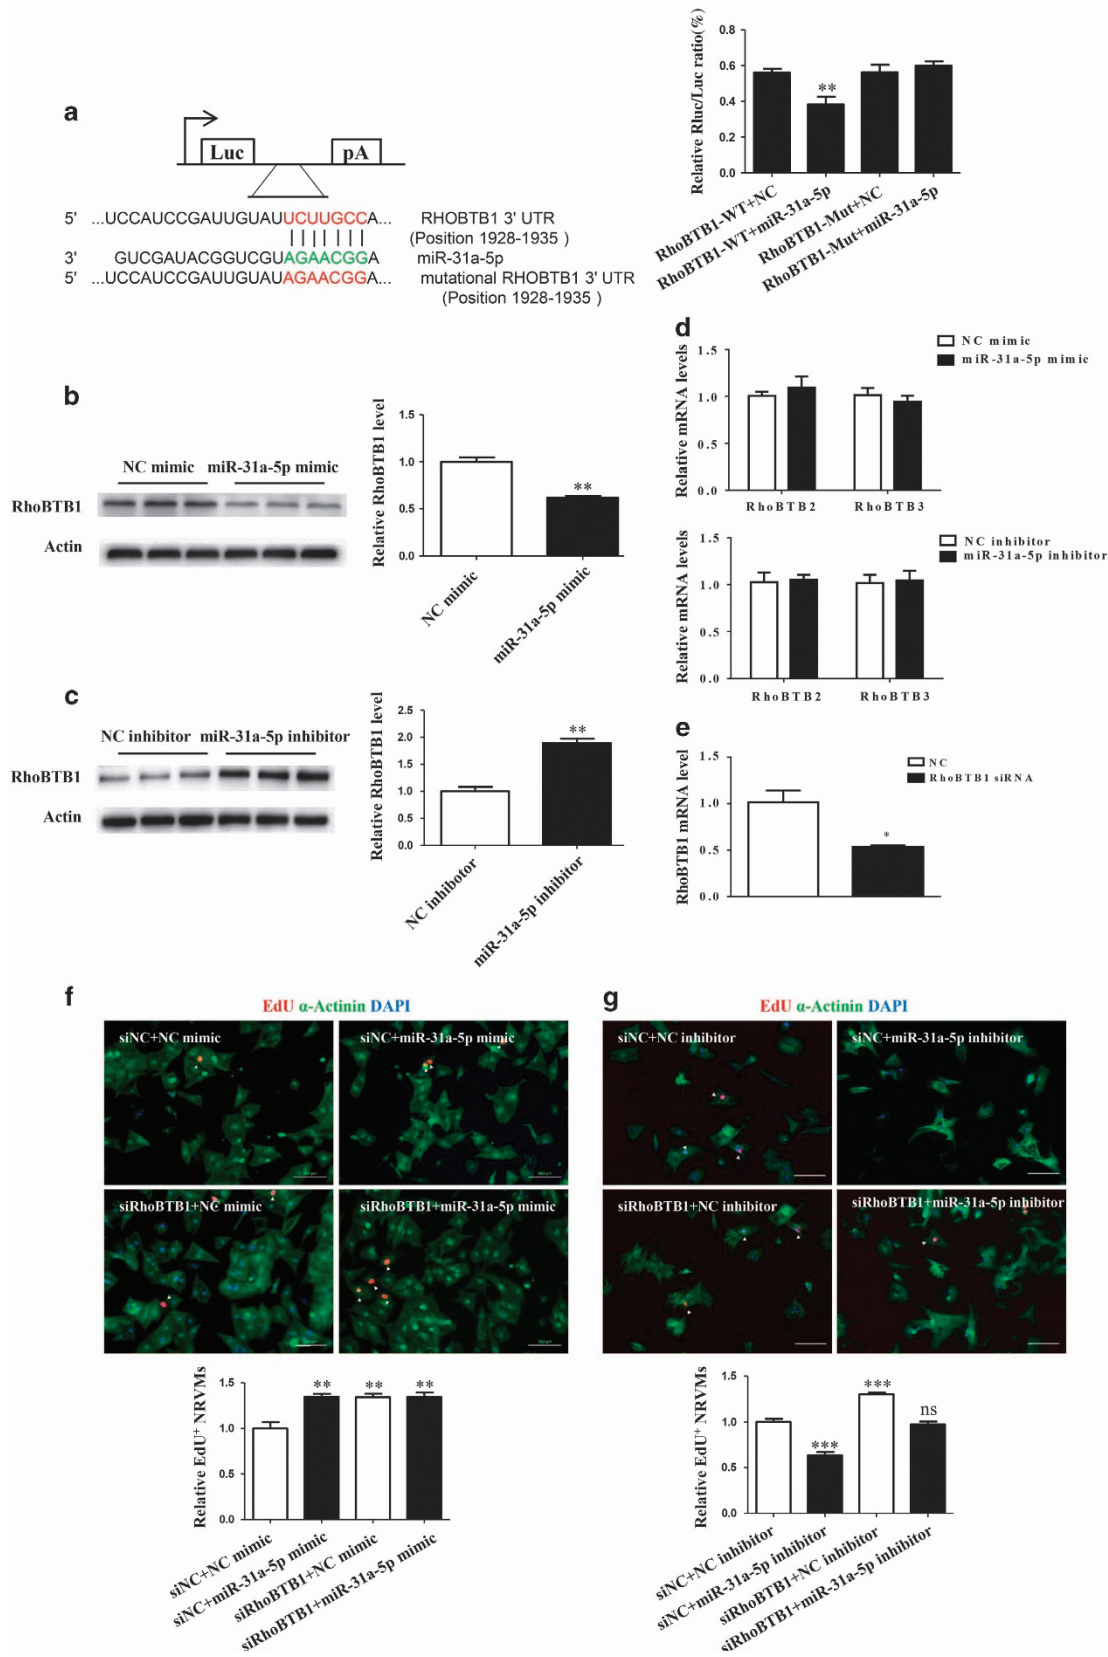 a
Luc
pA
5' ...UCCAUCCGAUUGUAUUCUUGCCA... RHOBTB1 3' UTR
(Position 1928-1935 )
3' GUCGAUACGGUCGUAGAACGGA miR-31a-5p
5' ...UCCAUCCGAUUGUAUAGAACGGA... mutational RHOBTB1 3' UTR
(Position 1928-1935 )
Relative Rluc/Luc ratio(%)
0.8
0.6
0.4
0.2
0.0
**
RhoBTB1-WT+NC
RhoBTB1-WT+miR-31a-5p
RhoBTB1-Mut+NC
RhoBTB1-Mut+miR-31a-5p
b
NC mimic miR-31a-5p mimic
RhoBTB1
Actin
Relative RhoBTB1 level
1.5
1.0
0.5
0.0
**
NC mimic
miR-31a-5p mimic
c
NC inhibitor miR-31a-5p inhibitor
RhoBTB1
Actin
Relative RhoBTB1 level
2.5
2.0
1.5
1.0
0.5
0.0
**
NC inhibotor
miR-31a-5p inhibitor
d
NC mimic
miR-31a-5p mimic
Relative mRNA levels
1.5
1.0
0.5
0.0
RhoBTB2 RhoBTB3
NC inhibitor
miR-31a-5p inhibitor
Relative mRNA levels
1.5
1.0
0.5
0.0
RhoBTB2 RhoBTB3
e
NC
RhoBTB1 siRNA
RhoBTB1 mRNA level
1.5
1.0
0.5
0.0
*
f
EdU α-Actinin DAPI
siNC+NC mimic
siNC+miR-31a-5p mimic
siRhoBTB1+NC mimic
siRhoBTB1+miR-31a-5p mimic
Relative EdU⁺ NRVMs
1.5
1.0
0.5
0.0
** ** **
siNC+NC mimic
siNC+miR-31a-5p mimic
siRhoBTB1+NC mimic
siRhoBTB1+miR-31a-5p mimic
g
EdU α-Actinin DAPI
siNC+NC inhibitor
siNC+miR-31a-5p inhibitor
siRhoBTB1+NC inhibitor
siRhoBTB1+miR-31a-5p inhibitor
Relative EdU⁺ NRVMs
1.5
1.0
0.5
0.0
*** *** ns
siNC+NC inhibitor
siNC+miR-31a-5p inhibitor
siRhoBTB1+NC inhibitor
siRhoBTB1+miR-31a-5p inhibitor